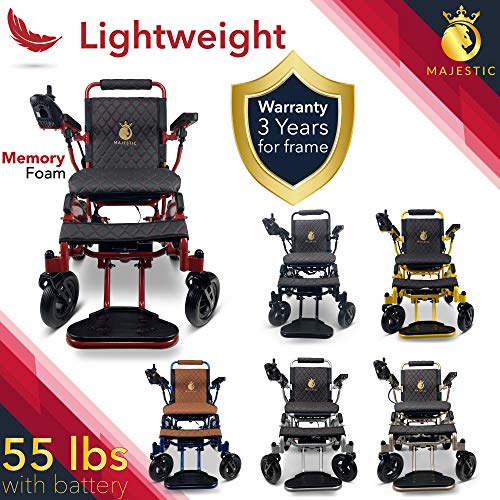 Lightweight
MAJESTIC
Warranty
3 Years
for frame
MAJESTIC
Memory
Foam
55 lbs
with battery